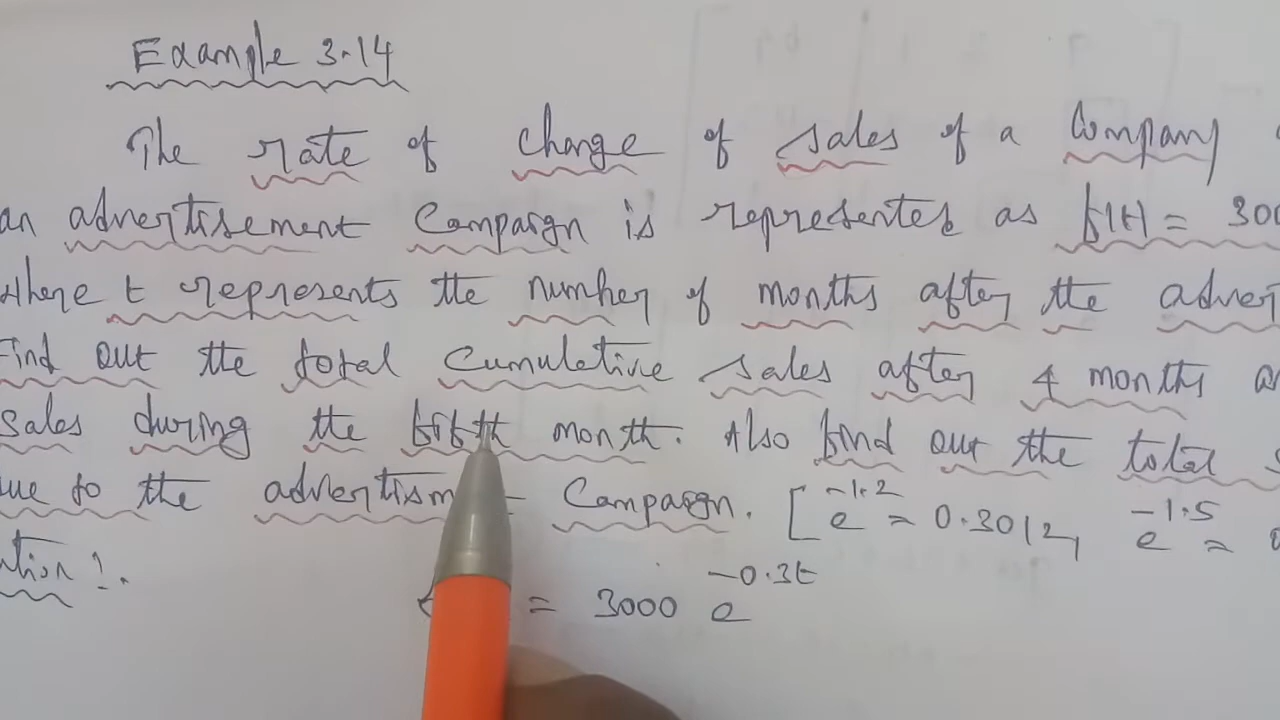 Example 3.14
The rate of change of sales of a Company
an advertisement Campaign is represented as f(t) = 300
where t represents the number of months after the adver
Find out the total Cumulative sales after 4 months a
sales during the fifth month. Also find out the total s
ue to the advertism Campaign. [e^-1.2 = 0.3012, e^-1.5 =
ution :.
= 3000 e^-0.3t